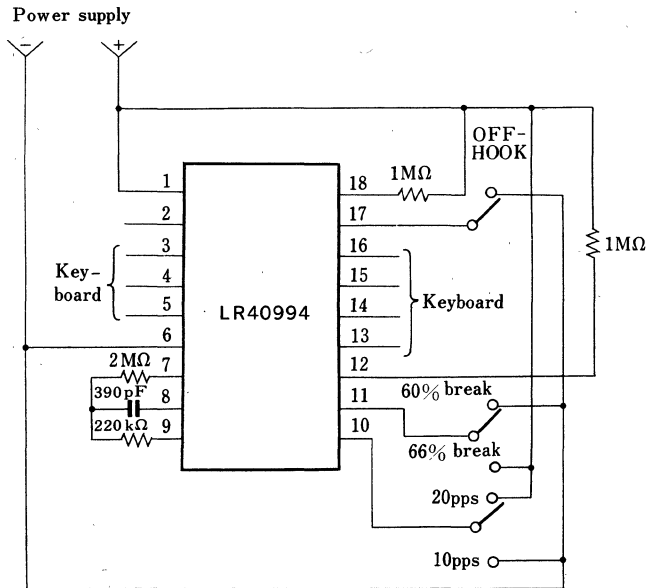 Power supply
− +
OFF-
HOOK
1MΩ
1 18
2 17
3 16
1MΩ
Key-
board
4 15
5 14
Keyboard
LR40994
6 13
2MΩ
7 12
390pF
8 11
60% break
220kΩ
9 10
66% break
20pps
10pps